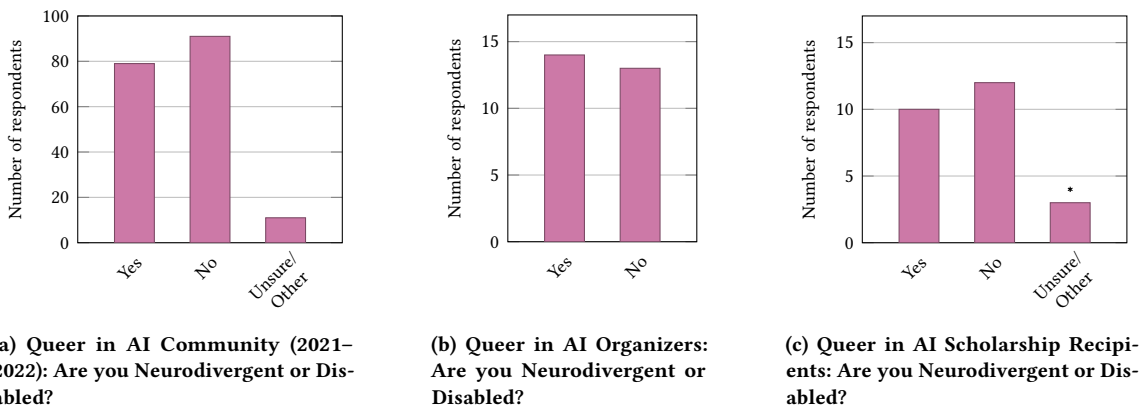 100
80
60
40
20
0
Number of respondents
Yes
No
Unsure/
Other
a) Queer in AI Community (2021–
2022): Are you Neurodivergent or Dis-
abled?
15
10
5
0
Number of respondents
Yes
No
(b) Queer in AI Organizers:
Are you Neurodivergent or
Disabled?
15
10
5
0
Number of respondents
*
Yes
No
Unsure/
Other
(c) Queer in AI Scholarship Recipi-
ents: Are you Neurodivergent or Dis-
abled?